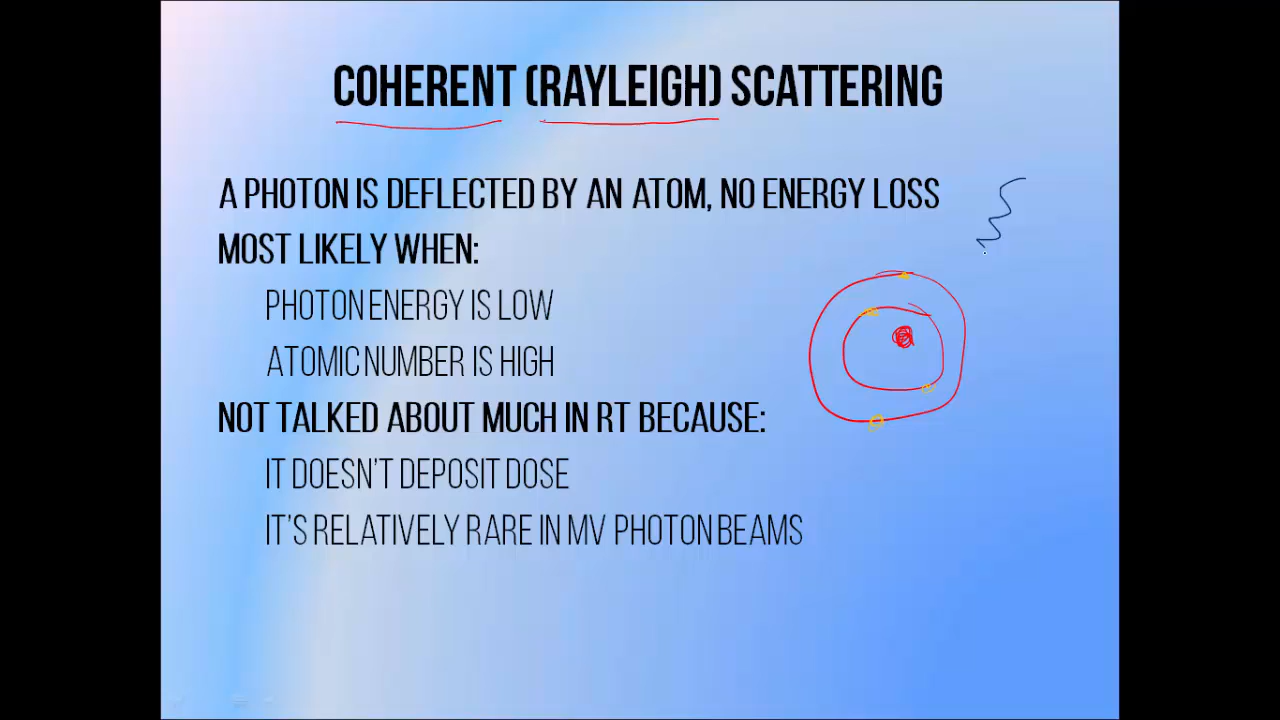 COHERENT (RAYLEIGH) SCATTERING
A PHOTON IS DEFLECTED BY AN ATOM, NO ENERGY LOSS
MOST LIKELY WHEN:
PHOTON ENERGY IS LOW
ATOMIC NUMBER IS HIGH
NOT TALKED ABOUT MUCH IN RT BECAUSE:
IT DOESN'T DEPOSIT DOSE
IT'S RELATIVELY RARE IN MV PHOTON BEAMS